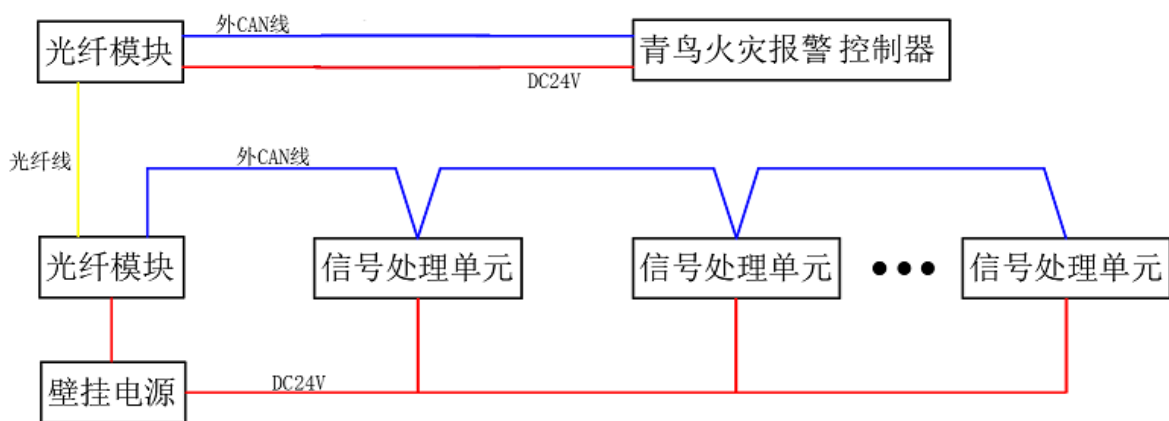 外CAN线
光纤模块
青鸟火灾报警 控制器
DC24V
光纤线
外CAN线
光纤模块
信号处理单元
信号处理单元
信号处理单元
壁挂电源
DC24V